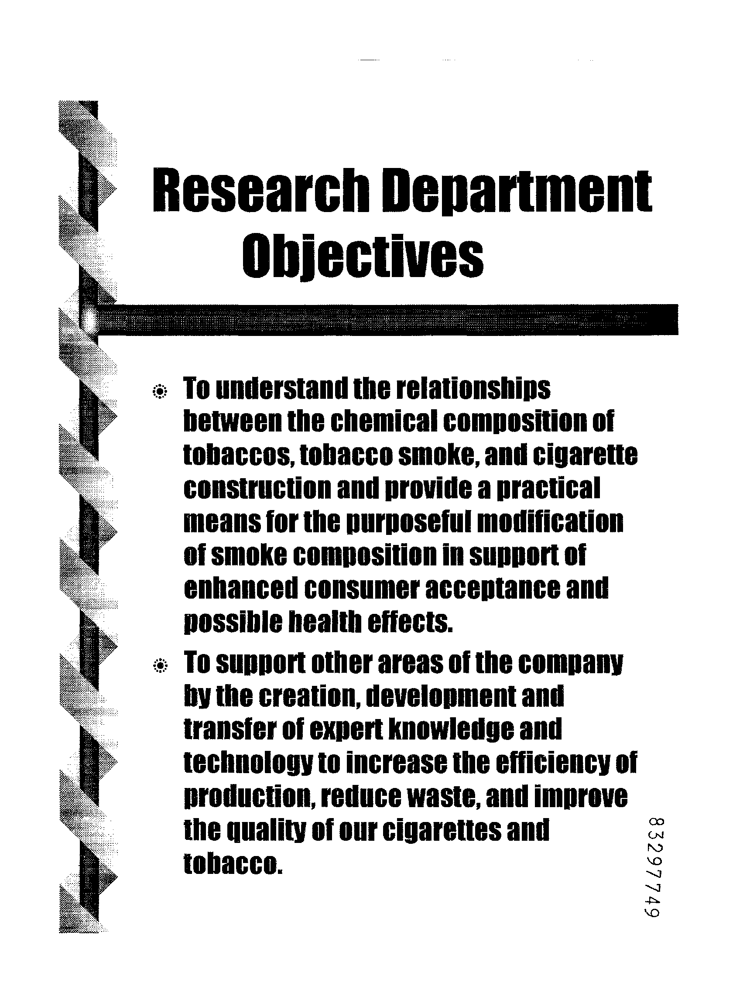 Research Department
Objectives
To understand the relationships
between the chemical composition of
tobaccos, tobacco smoke, and cigarette
construction and provide a practical
means for the purposeful modification
of smoke composition in support of
enhanced consumer acceptance and
possible health effects.
To support other areas of the company
by the creation, development and
transfer of expert knowledge and
technology to increase the efficiency of
production, reduce waste, and improve
the quality of our cigarettes and
tobacco.
83297749